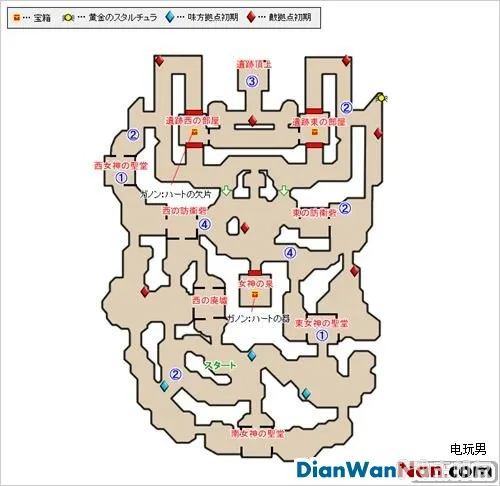 … 宝箱
… 黄金のスタルチュラ
… 味方拠点初期
… 敵拠点初期
遺跡頂上
③
②
遺跡西の部屋
遺跡東の部屋
②
西女神の聖堂
①
ガノン:ハートの欠片
西の防衛砦
④
東の防衛砦
②
④
女神の泉
西の廃墟
ガノン:ハートの器
東女神の聖堂
①
スタート
②
南女神の聖堂
电玩男
DianWanNan.com